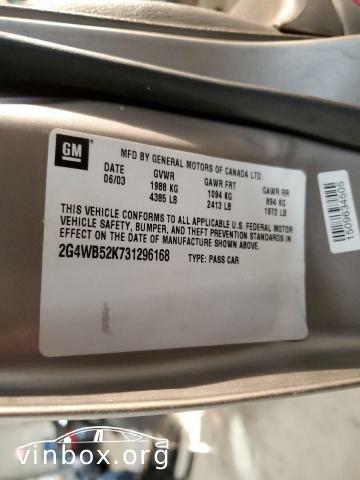 GM
MFD BY GENERAL MOTORS OF CANADA LTD.
DATE GVWR GAWR FRT GAWR RR
06/03 1988 KG 1094 KG 894 KG
4385 LB 2413 LB 1972 LB
THIS VEHICLE CONFORMS TO ALL APPLICABLE U.S. FEDERAL MOTOR
VEHICLE SAFETY, BUMPER, AND THEFT PREVENTION STANDARDS IN
EFFECT ON THE DATE OF MANUFACTURE SHOWN ABOVE.
2G4WB52K731296168 TYPE: PASS CAR
1509634505
vinbox.org